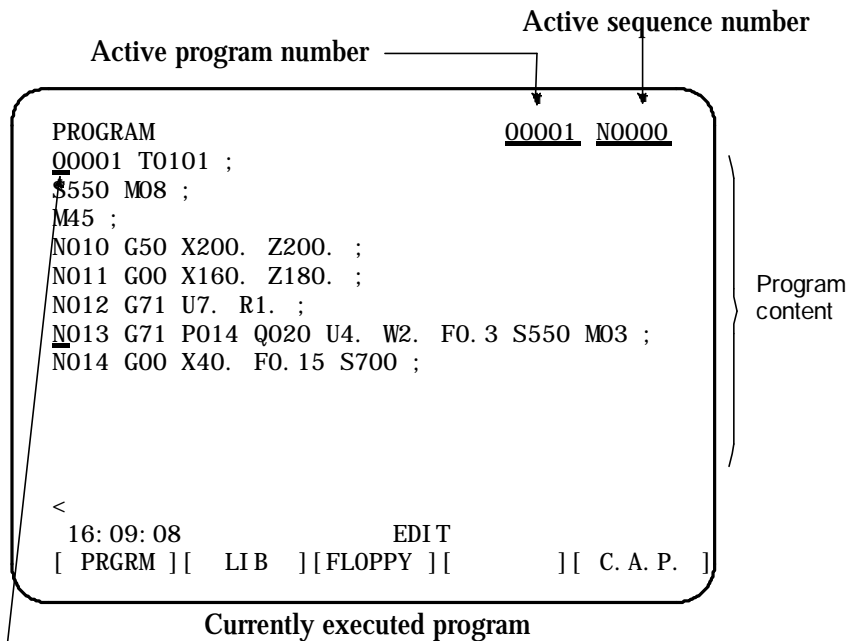 Active sequence number
Active program number
PROGRAM O0001 N0000
O0001 T0101 ;
S550 M08 ;
M45 ;
N010 G50 X200. Z200. ;
N011 G00 X160. Z180. ;
N012 G71 U7. R1. ;
N013 G71 P014 Q020 U4. W2. F0.3 S550 M03 ;
N014 G00 X40. F0.15 S700 ;
Program
content
<
16:09:08 EDIT
[ PRGRM ][ LIB ][FLOPPY ][ ][ C.A.P. ]
Currently executed program